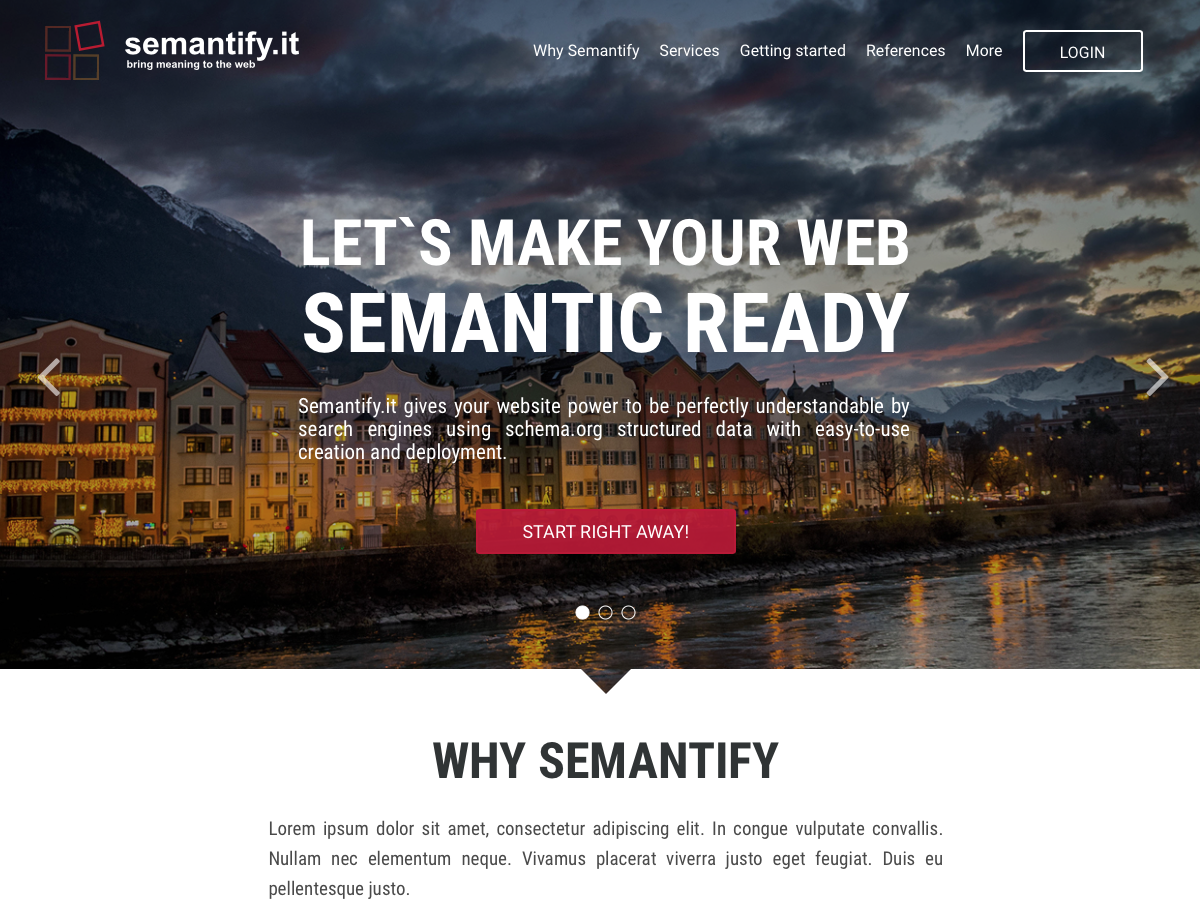 semantify.it
bring meaning to the web
Why Semantify Services Getting started References More LOGIN
LET`S MAKE YOUR WEB
SEMANTIC READY
Semantify.it gives your website power to be perfectly understandable by
search engines using schema.org structured data with easy-to-use
creation and deployment.
START RIGHT AWAY!
WHY SEMANTIFY
Lorem ipsum dolor sit amet, consectetur adipiscing elit. In congue vulputate convallis.
Nullam nec elementum neque. Vivamus placerat viverra justo eget feugiat. Duis eu
pellentesque justo.